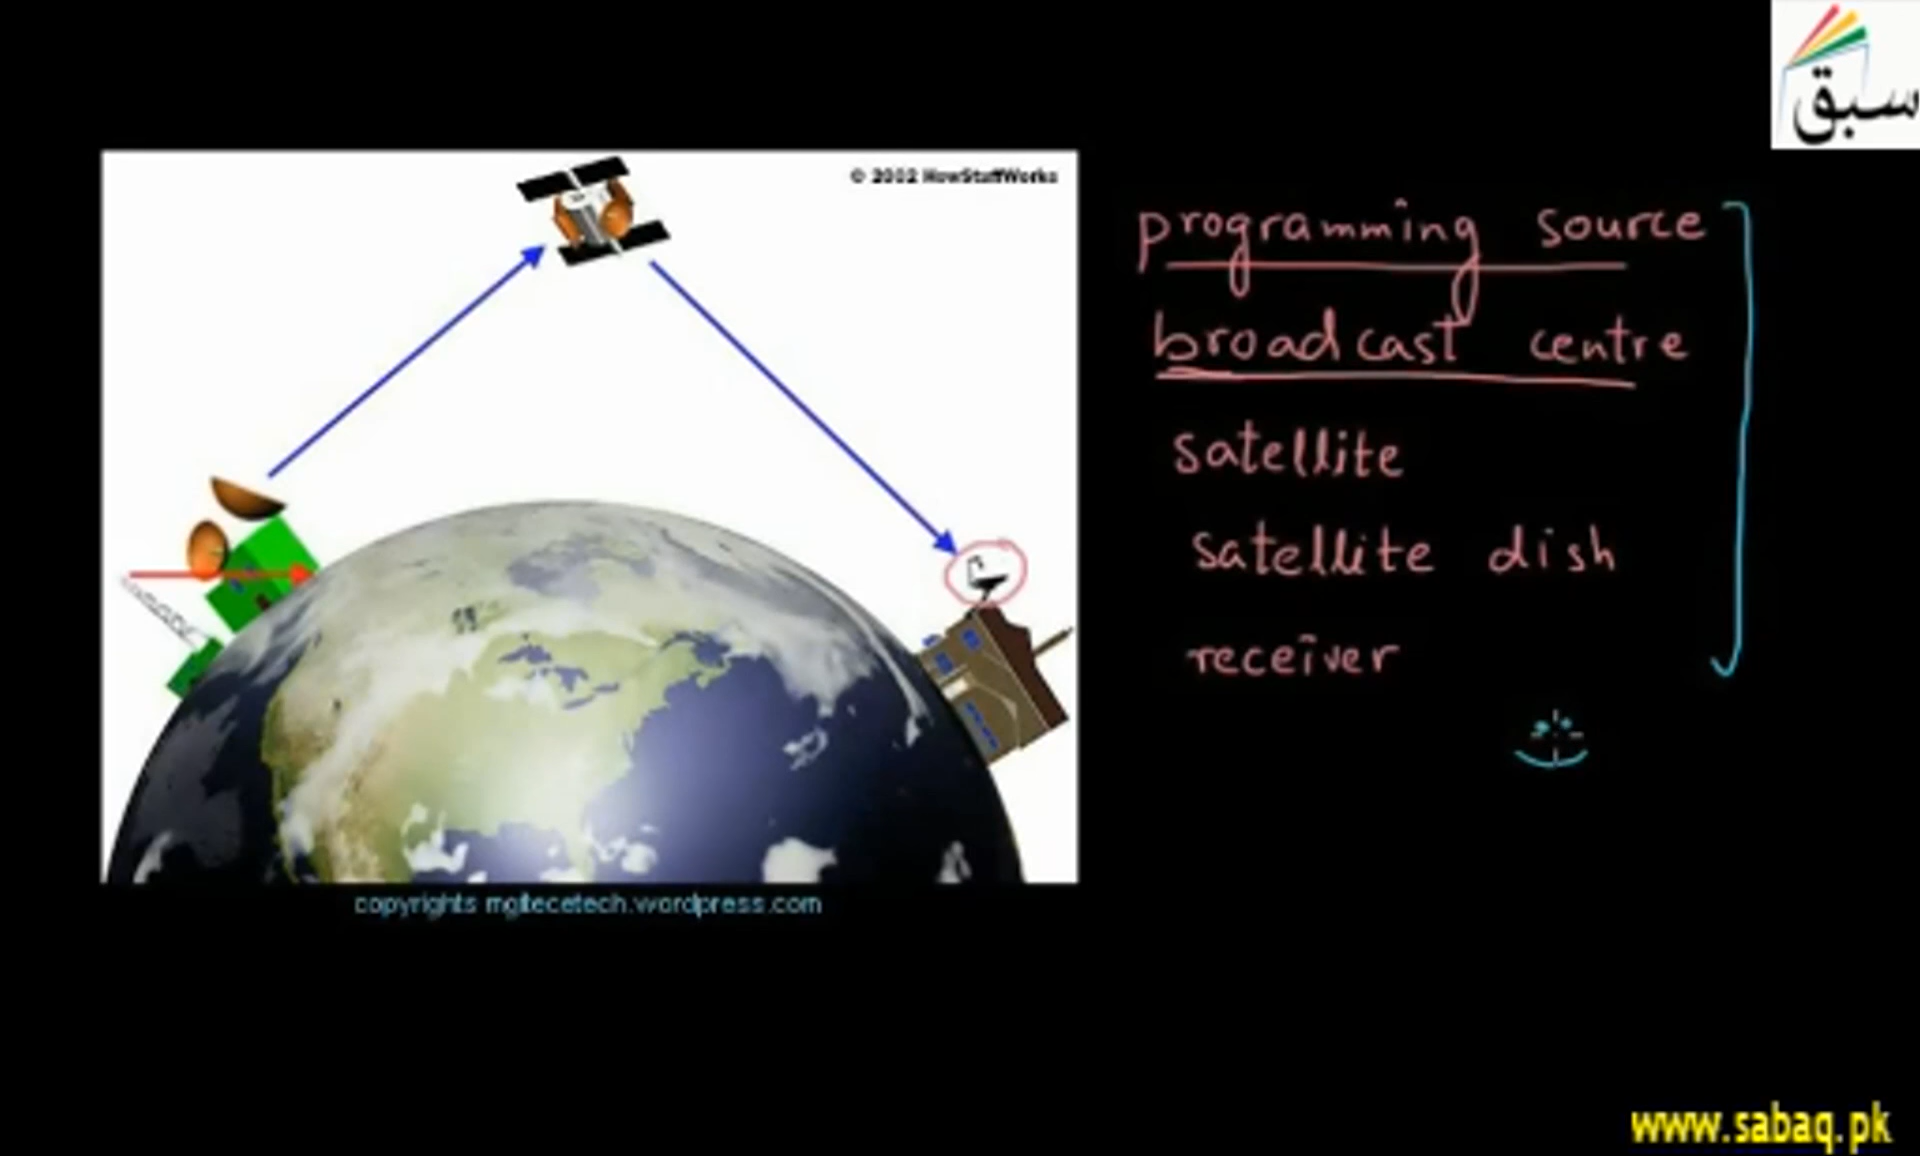 سبق
© 2002 HowStuffWorks
programming source
broadcast centre
satellite
satellite dish
receiver
copyrights mgitecetech.wordpress.com
www.sabaq.pk